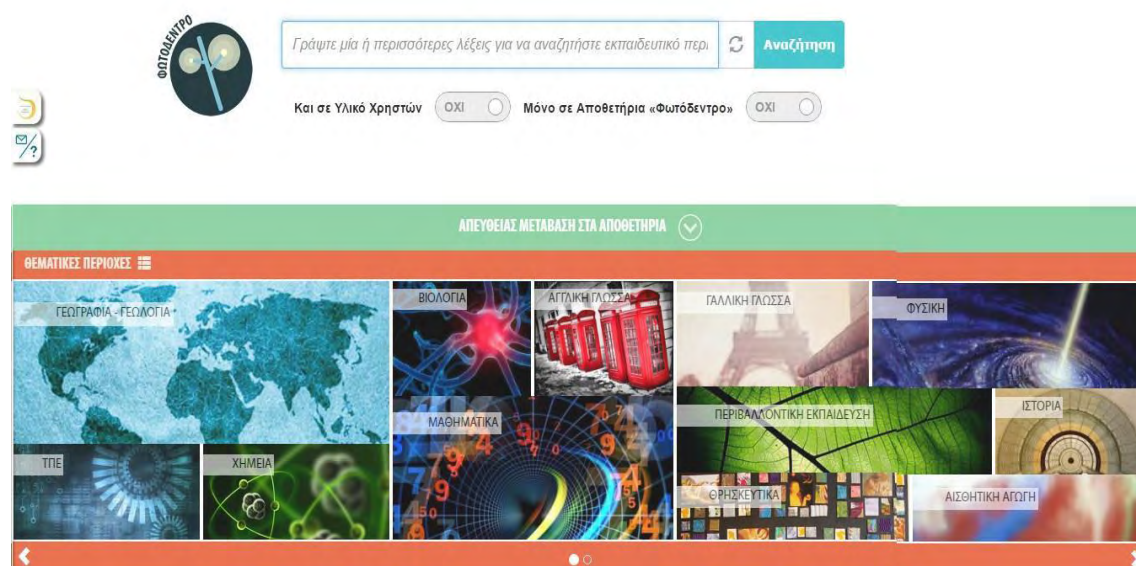 ΦΩΤΟΔΕΝΤΡΟ
Γράψτε μία ή περισσότερες λέξεις για να αναζητήστε εκπαιδευτικό περι
Αναζήτηση
Και σε Υλικό Χρηστών ΟΧΙ Μόνο σε Αποθετήρια «Φωτόδεντρο» ΟΧΙ
ΑΠΕΥΘΕΙΑΣ ΜΕΤΑΒΑΣΗ ΣΤΑ ΑΠΟΘΕΤΗΡΙΑ
ΘΕΜΑΤΙΚΕΣ ΠΕΡΙΟΧΕΣ
ΓΕΩΓΡΑΦΙΑ - ΓΕΩΛΟΓΙΑ
ΒΙΟΛΟΓΙΑ
ΑΓΓΛΙΚΗ ΓΛΩΣΣΑ
ΓΑΛΛΙΚΗ ΓΛΩΣΣΑ
ΦΥΣΙΚΗ
ΜΑΘΗΜΑΤΙΚΑ
ΠΕΡΙΒΑΛΛΟΝΤΙΚΗ ΕΚΠΑΙΔΕΥΣΗ
ΙΣΤΟΡΙΑ
ΤΠΕ
ΧΗΜΕΙΑ
ΘΡΗΣΚΕΥΤΙΚΑ
ΑΙΣΘΗΤΙΚΗ ΑΓΩΓΗ